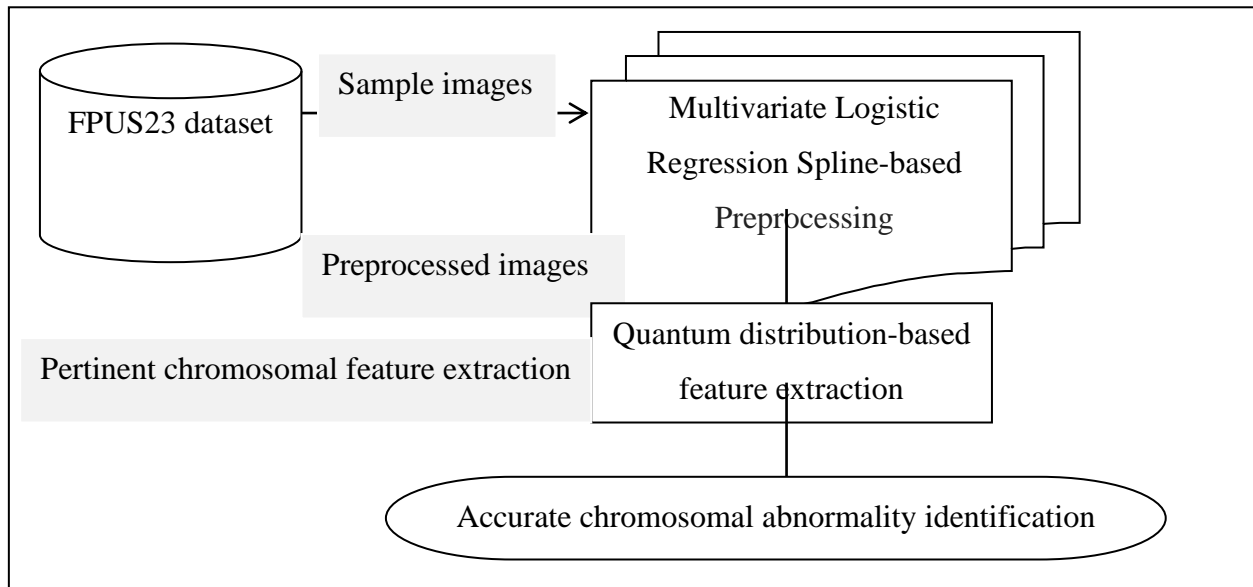 FPUS23 dataset
Sample images
Multivariate Logistic
Regression Spline-based
Preprocessing
Preprocessed images
Quantum distribution-based
feature extraction
Pertinent chromosomal feature extraction
Accurate chromosomal abnormality identification